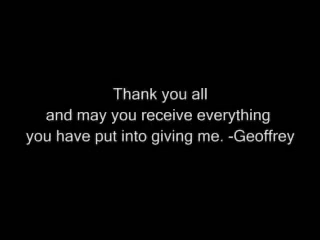 Thank you all
and may you receive everything
you have put into giving me. -Geoffrey